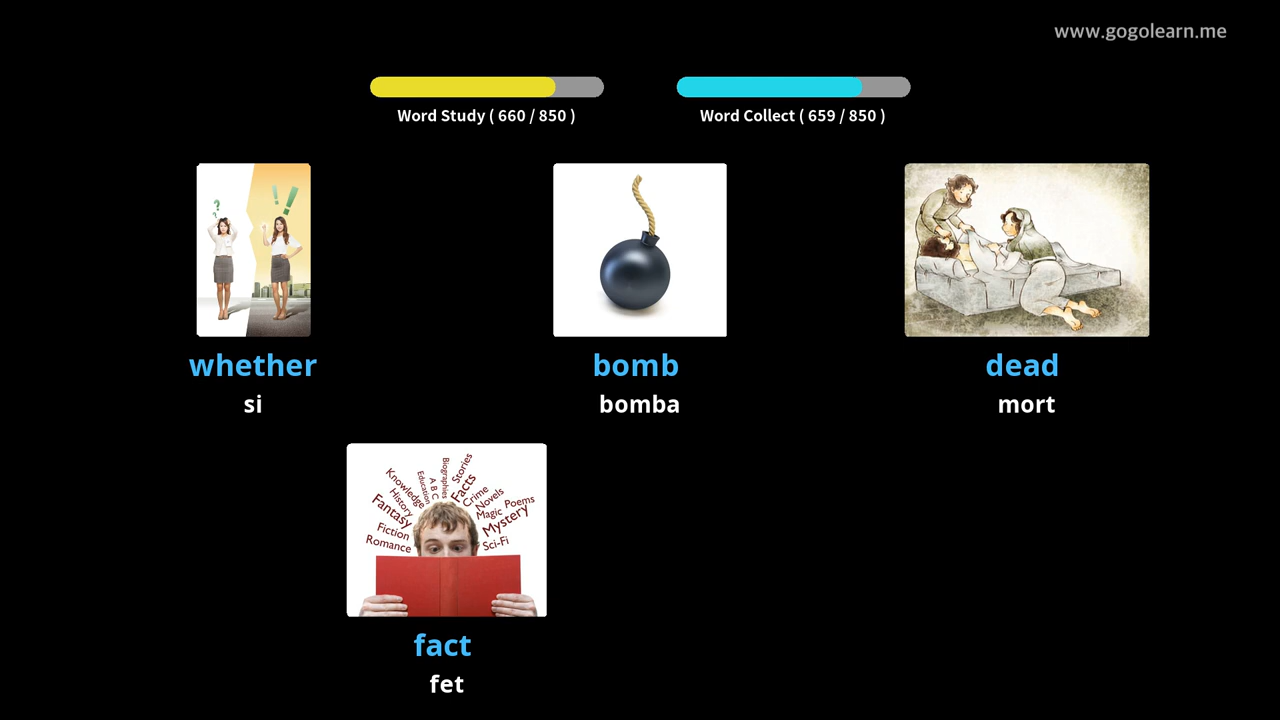 www.gogolearn.me
Word Study ( 660 / 850 )
Word Collect ( 659 / 850 )
whether
bomb
dead
si
bomba
mort
Stories
Biographies
Facts
A B C
Education
Knowledge
Crime
History
Novels
Fantasy
Magic
Poems
Mystery
Fiction
Romance
Sci-Fi
fact
fet